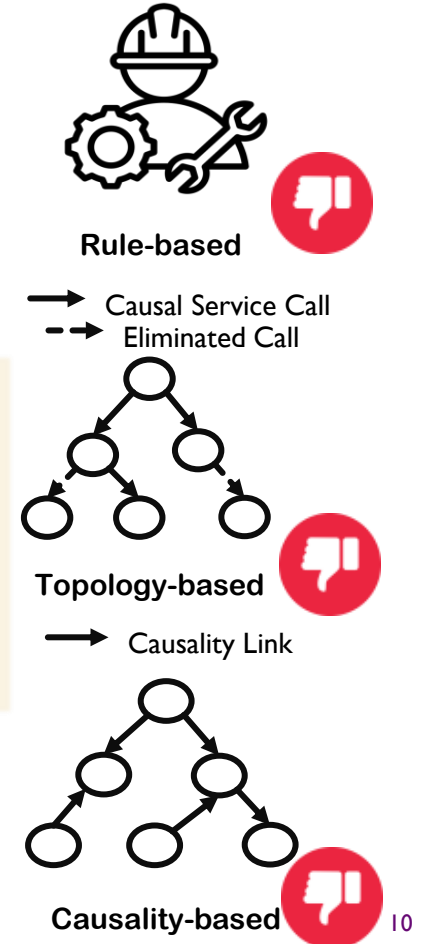 Rule-based
Causal Service Call
Eliminated Call
Topology-based
Causality Link
Causality-based
10